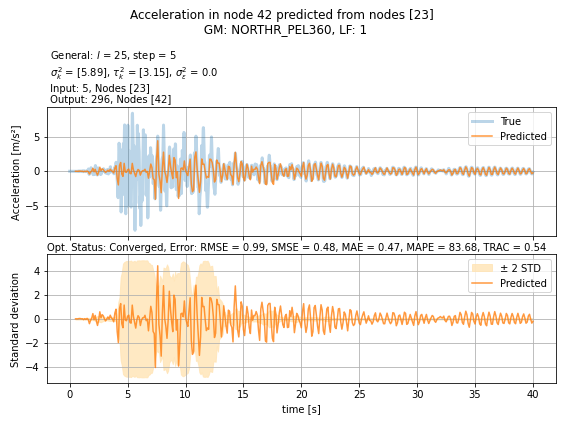 Acceleration in node 42 predicted from nodes [23]
GM: NORTHR_PEL360, LF: 1
General: l = 25, step = 5
σ²ₖ = [5.89], τ²ₖ = [3.15], σ²ε = 0.0
Input: 5, Nodes [23]
Output: 296, Nodes [42]
Acceleration [m/s²]
5
0
−5
True
Predicted
Opt. Status: Converged, Error: RMSE = 0.99, SMSE = 0.48, MAE = 0.47, MAPE = 83.68, TRAC = 0.54
Standard deviation
4
2
0
−2
−4
± 2 STD
Predicted
0 5 10 15 20 25 30 35 40
time [s]